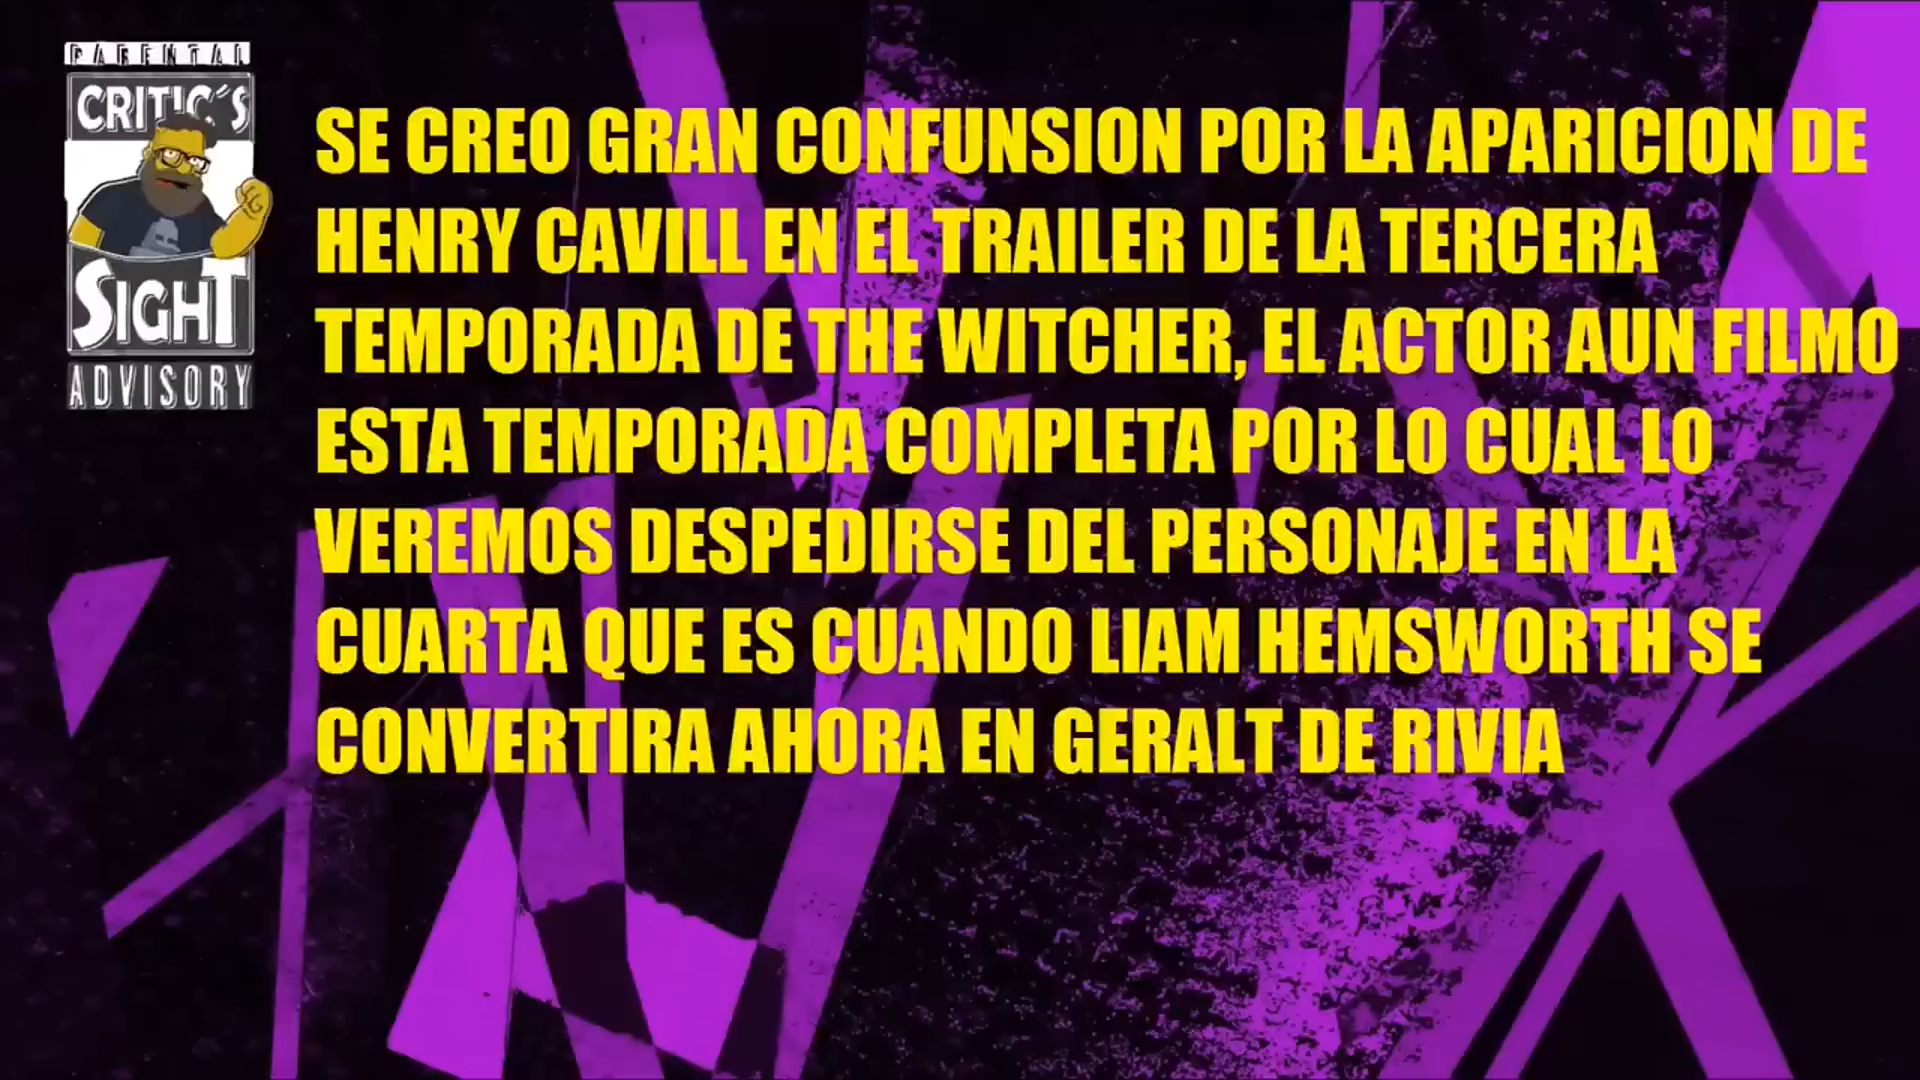 PARENTAL
CRITIC´S
SIGHT
ADVISORY
SE CREO GRAN CONFUNSION POR LA APARICION DE
HENRY CAVILL EN EL TRAILER DE LA TERCERA
TEMPORADA DE THE WITCHER, EL ACTOR AUN FILMO
ESTA TEMPORADA COMPLETA POR LO CUAL LO
VEREMOS DESPEDIRSE DEL PERSONAJE EN LA
CUARTA QUE ES CUANDO LIAM HEMSWORTH SE
CONVERTIRA AHORA EN GERALT DE RIVIA